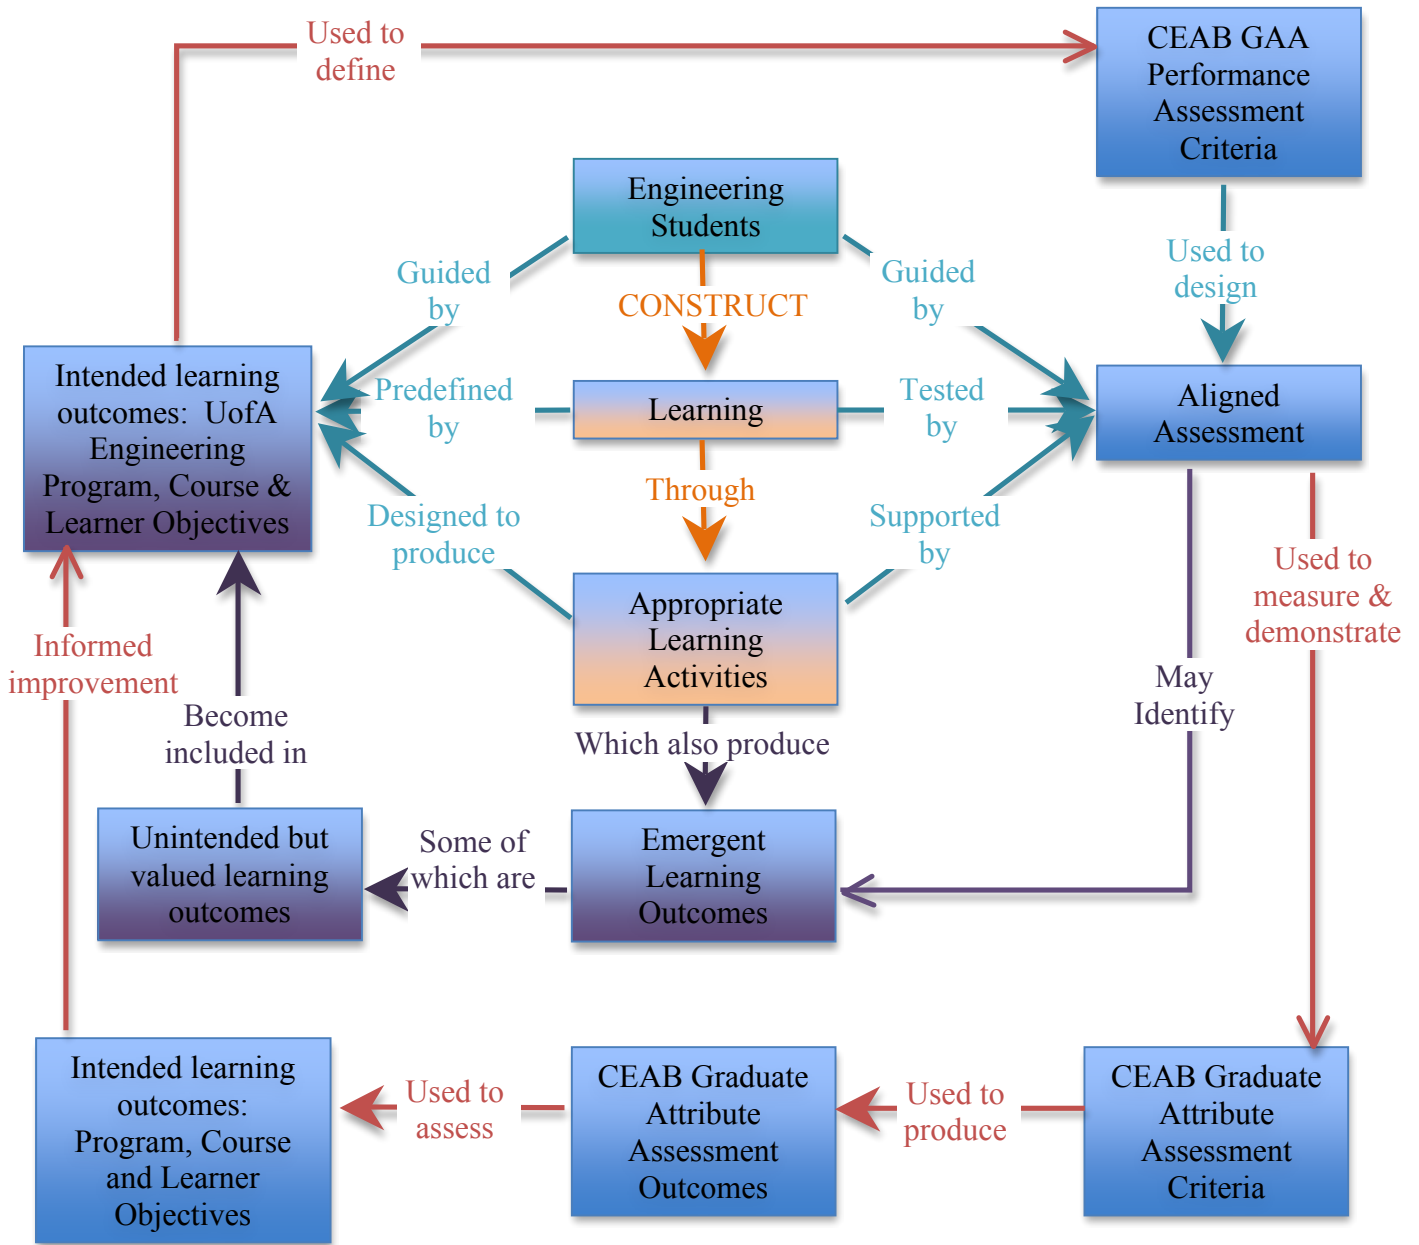 Used to
define
CEAB GAA
Performance
Assessment
Criteria
Engineering
Students
Guided
by
CONSTRUCT
Guided
by
Used to
design
Intended learning
outcomes:  UofA
Engineering
Program, Course &
Learner Objectives
Predefined
by
Learning
Tested
by
Aligned
Assessment
Designed to
produce
Through
Supported
by
Appropriate
Learning
Activities
Used to
measure &
demonstrate
Informed
improvement
Become
included in
Which also produce
May
Identify
Unintended but
valued learning
outcomes
Some of
which are
Emergent
Learning
Outcomes
Intended learning
outcomes:
Program, Course
and Learner
Objectives
Used to
assess
CEAB Graduate
Attribute
Assessment
Outcomes
Used to
produce
CEAB Graduate
Attribute
Assessment
Criteria